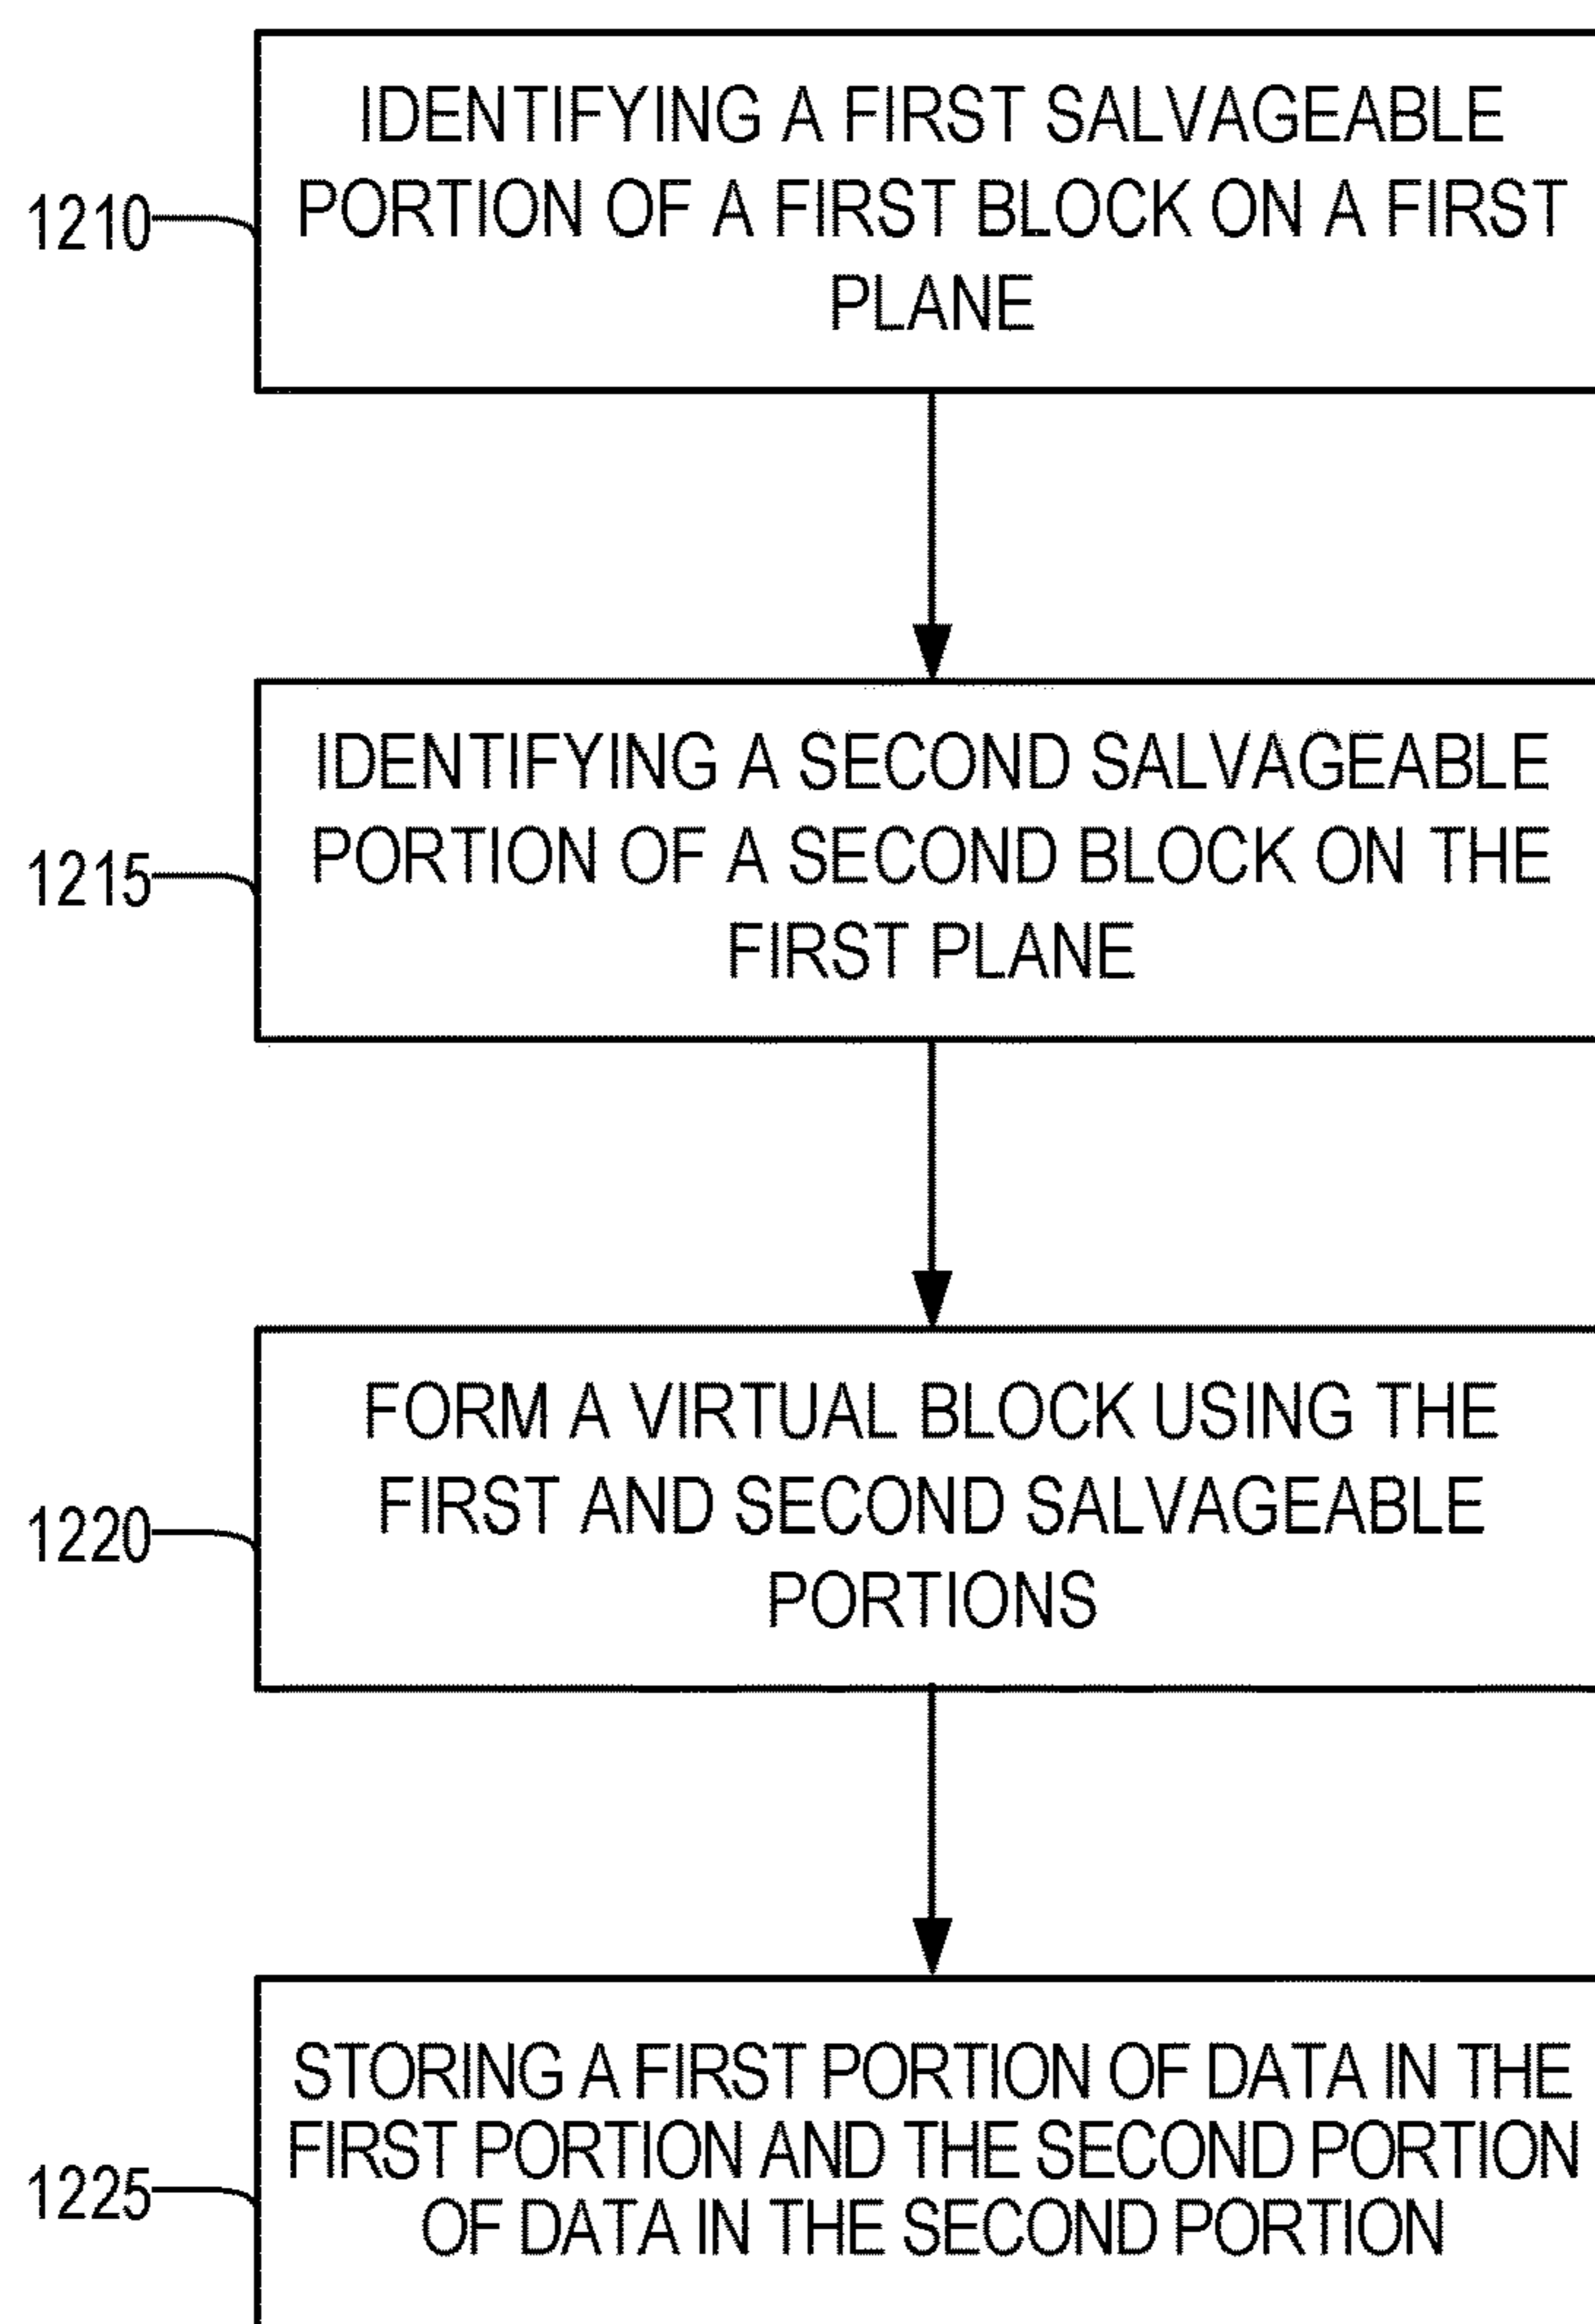 IDENTIFYING A FIRST SALVAGEABLE
PORTION OF A FIRST BLOCK ON A FIRST
PLANE
1210
IDENTIFYING A SECOND SALVAGEABLE
PORTION OF A SECOND BLOCK ON THE
FIRST PLANE
1215
FORM A VIRTUAL BLOCK USING THE
FIRST AND SECOND SALVAGEABLE
PORTIONS
1220
STORING A FIRST PORTION OF DATA IN THE
FIRST PORTION AND THE SECOND PORTION
OF DATA IN THE SECOND PORTION
1225